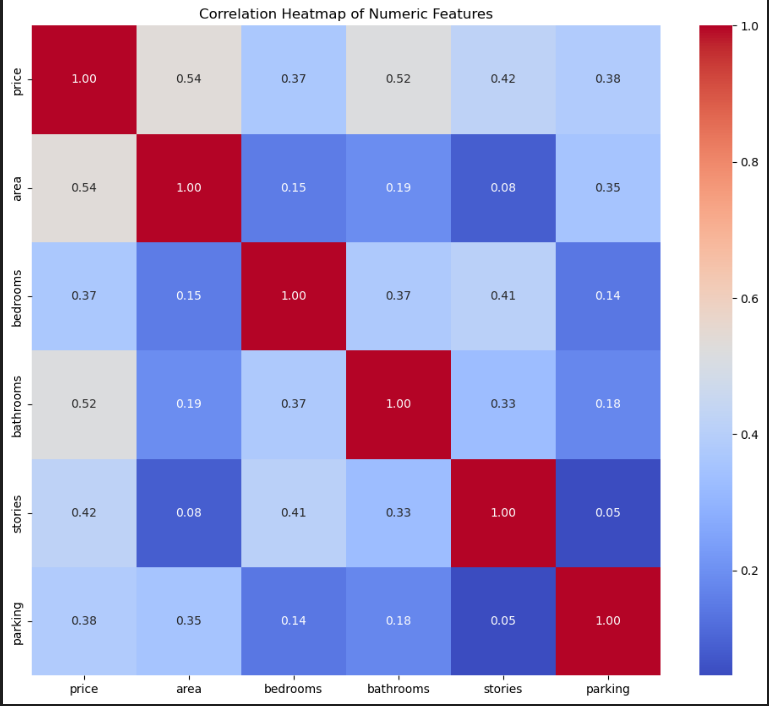 Correlation Heatmap of Numeric Features
price 1.00 0.54 0.37 0.52 0.42 0.38
area 0.54 1.00 0.15 0.19 0.08 0.35
bedrooms 0.37 0.15 1.00 0.37 0.41 0.14
bathrooms 0.52 0.19 0.37 1.00 0.33 0.18
stories 0.42 0.08 0.41 0.33 1.00 0.05
parking 0.38 0.35 0.14 0.18 0.05 1.00
price area bedrooms bathrooms stories parking
1.0
0.8
0.6
0.4
0.2